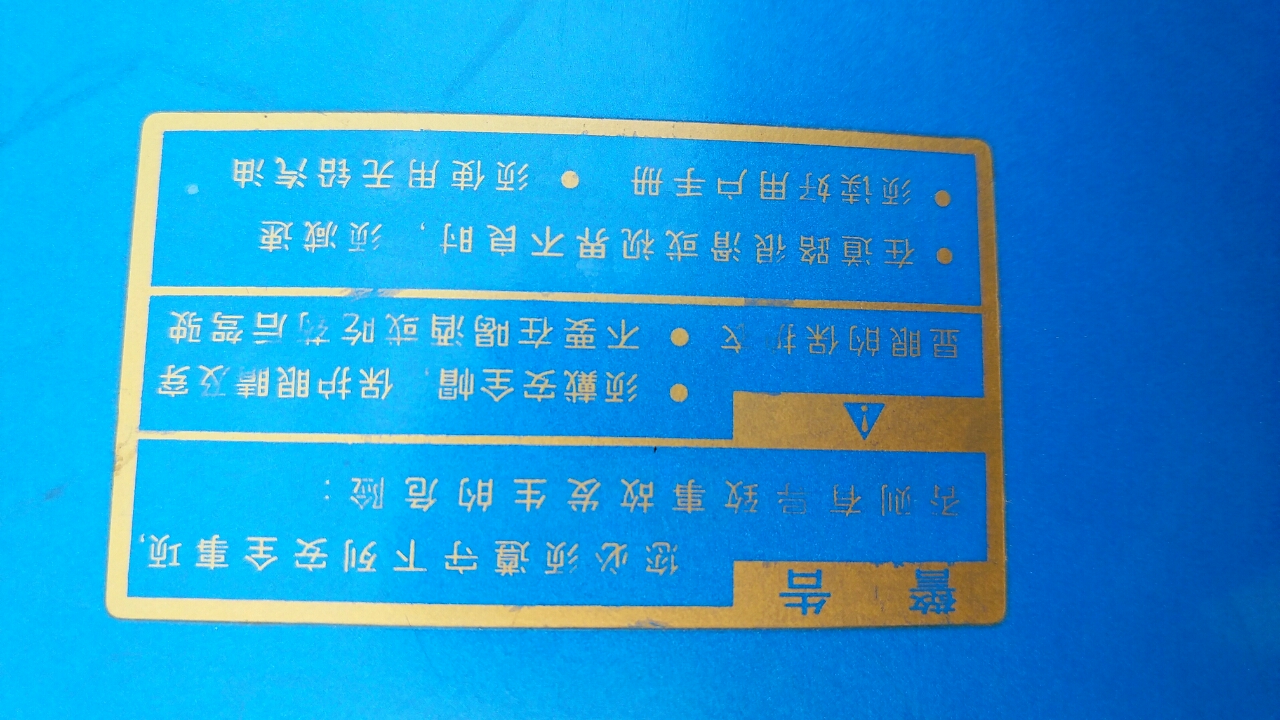 警告 您必须遵守下列安全事项,
否则有导致事故发生的危险:
● 须戴安全帽，保护眼睛及穿
显眼的保护衣 ● 不要在喝酒或吃药后驾驶
● 在道路很滑或视界不良时，须减速
● 须读好用户手册 ● 须使用无铅汽油